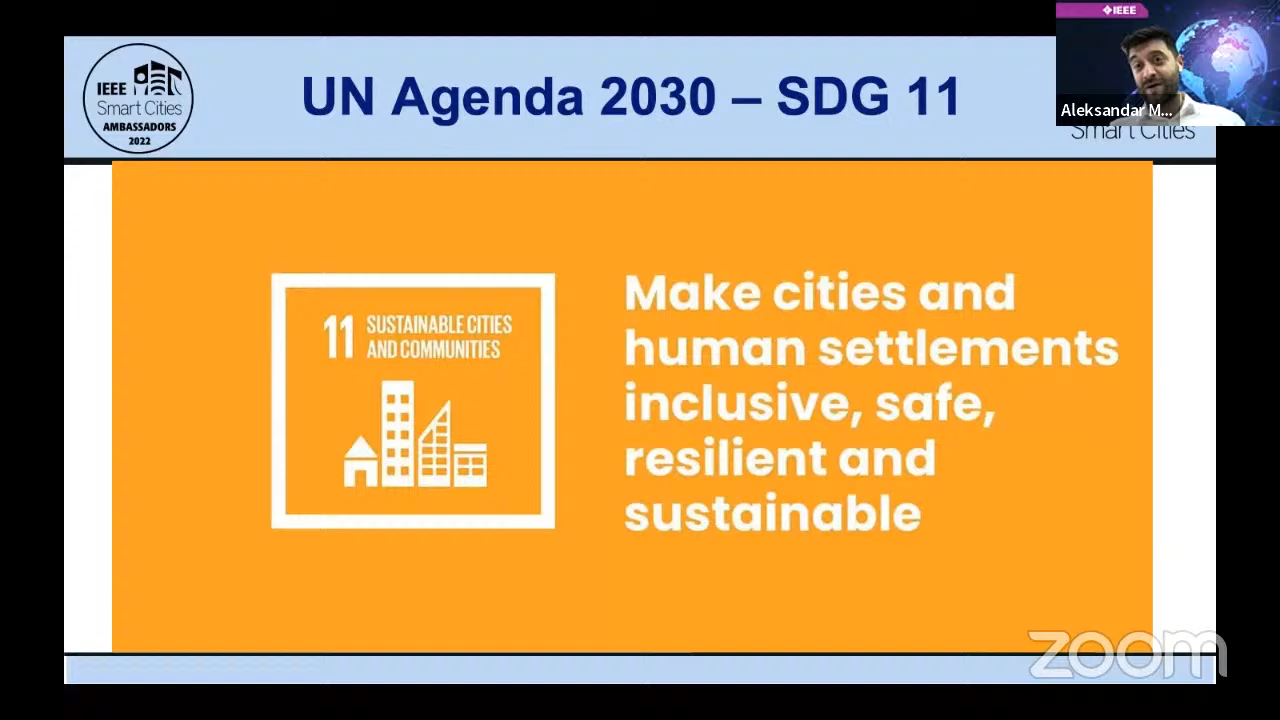 IEEE
Smart Cities
AMBASSADORS
2022
UN Agenda 2030 – SDG 11
IEEE
Aleksandar M...
Smart Cities
11 SUSTAINABLE CITIES
AND COMMUNITIES
Make cities and
human settlements
inclusive, safe,
resilient and
sustainable
zoom